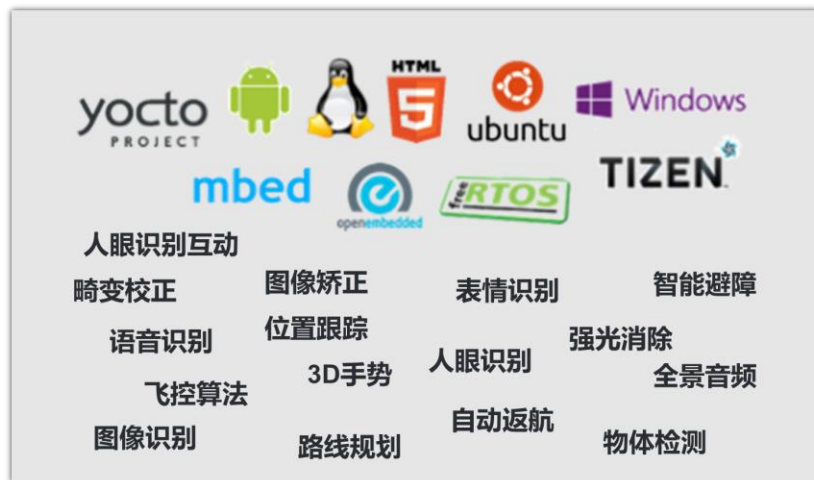 yocto
PROJECT
HTML
5
ubuntu
Windows
mbed
openembedded
freeRTOS
TIZEN
人眼识别互动
畸变校正
图像矫正
表情识别
智能避障
语音识别
位置跟踪
强光消除
飞控算法
3D手势
人眼识别
全景音频
图像识别
路线规划
自动返航
物体检测